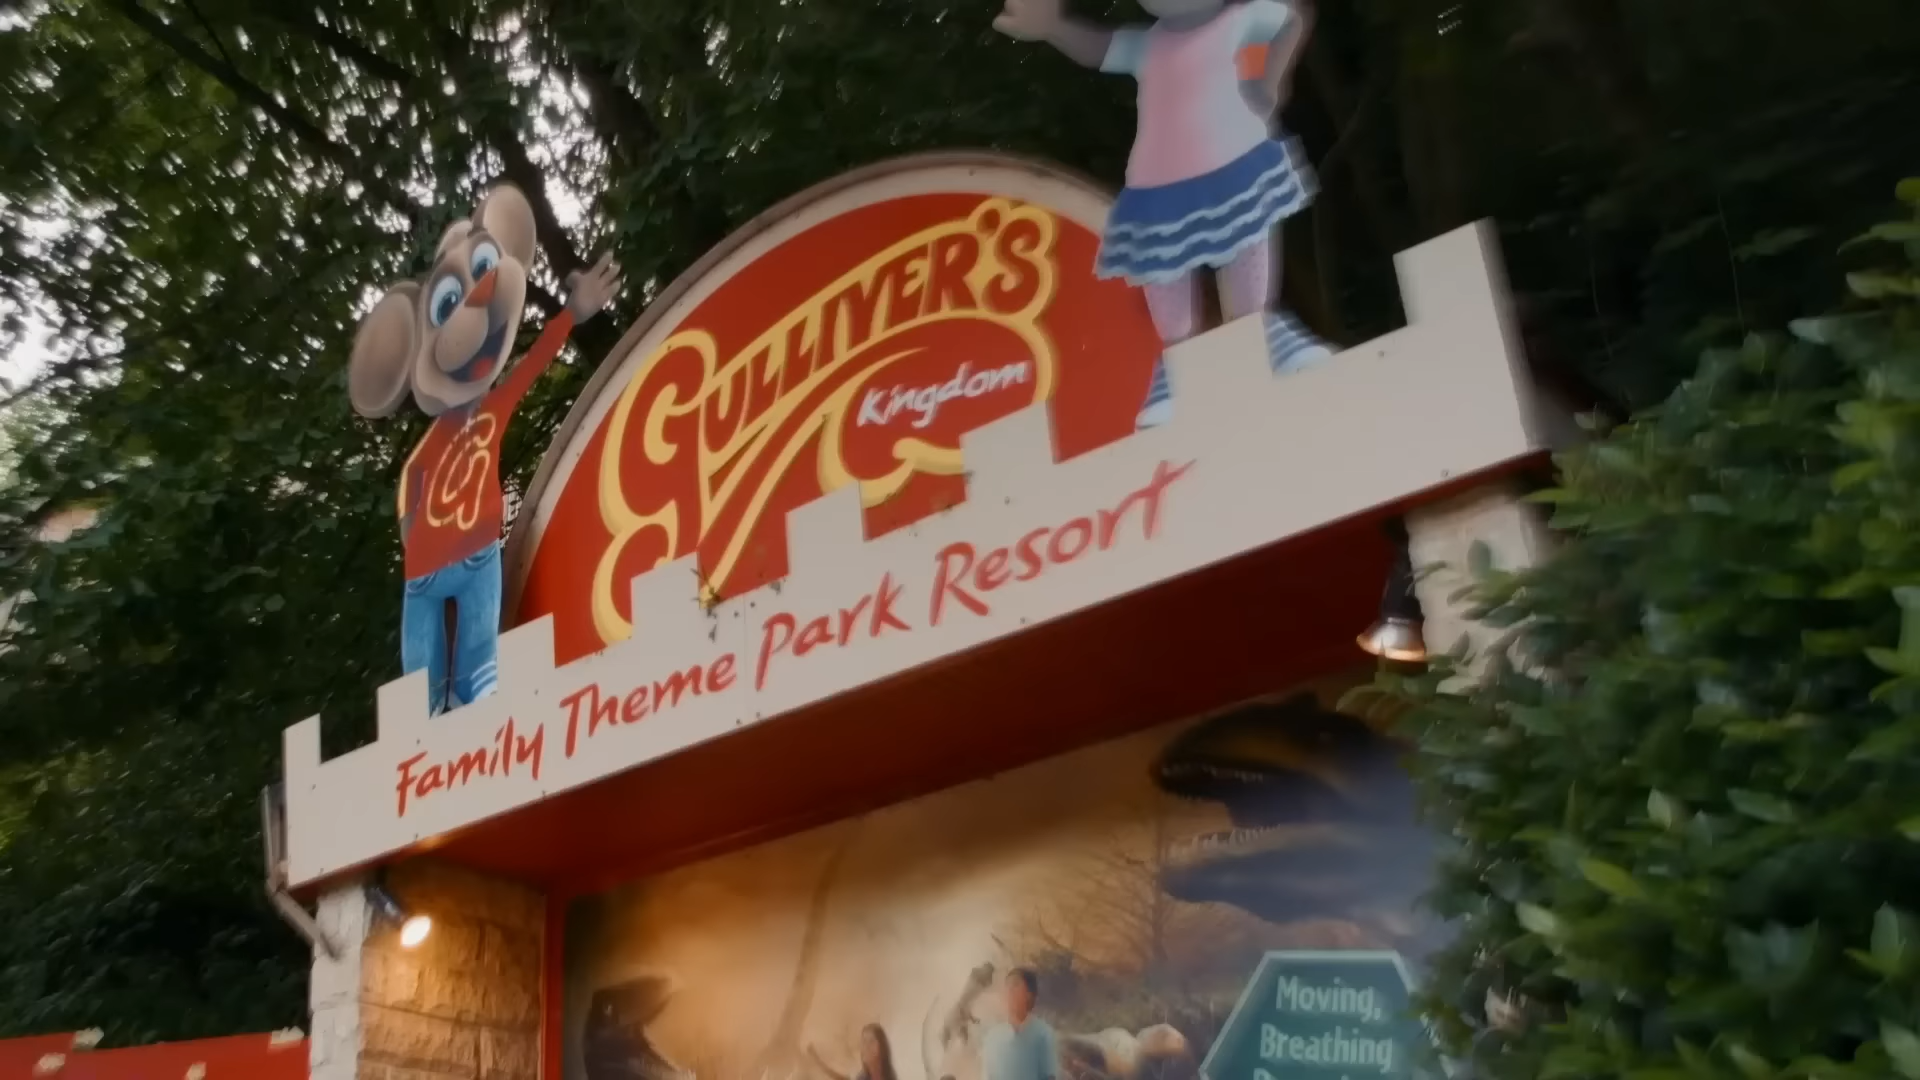 GULLIVER'S
Kingdom
Family Theme Park Resort
Moving,
Breathing